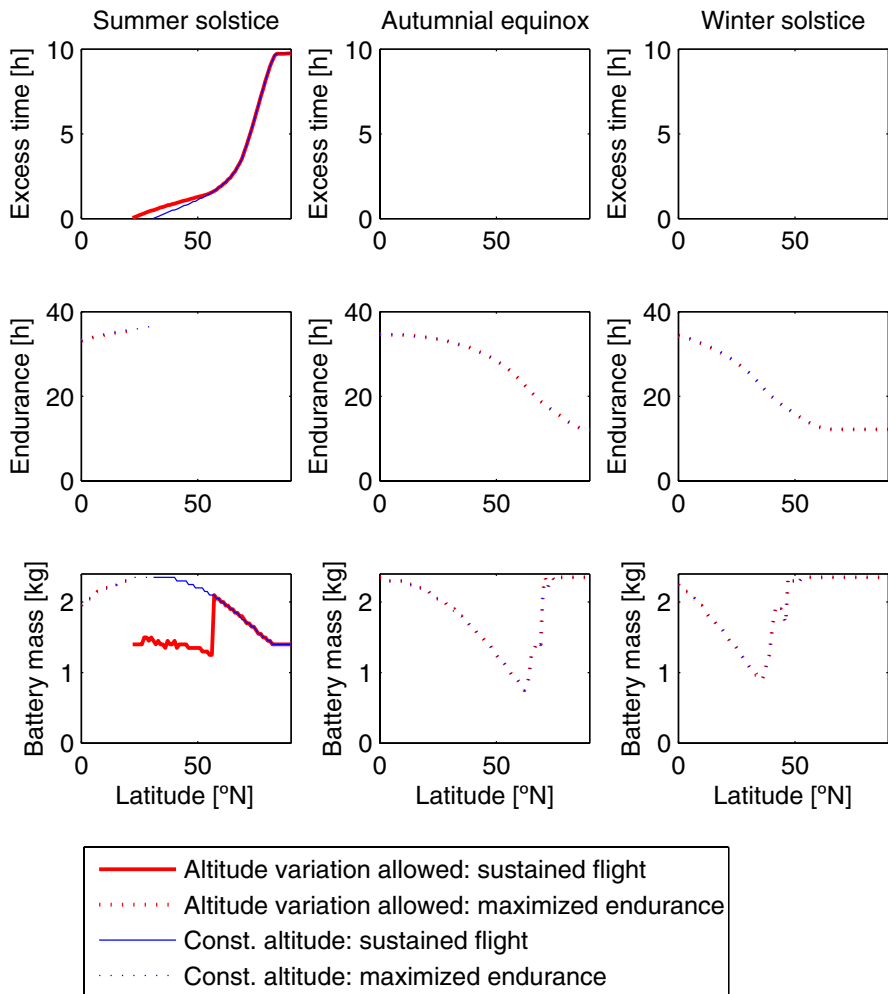 Summer solstice
Autumnial equinox
Winter solstice
Excess time [h]
10
5
0
0
50
Excess time [h]
10
5
0
0
50
Excess time [h]
10
5
0
0
50
Endurance [h]
40
20
0
0
50
Endurance [h]
40
20
0
0
50
Endurance [h]
40
20
0
0
50
Battery mass [kg]
2
1
0
0
50
Latitude [ºN]
Battery mass [kg]
2
1
0
0
50
Latitude [ºN]
Battery mass [kg]
2
1
0
0
50
Latitude [ºN]
Altitude variation allowed: sustained flight
Altitude variation allowed: maximized endurance
Const. altitude: sustained flight
Const. altitude: maximized endurance